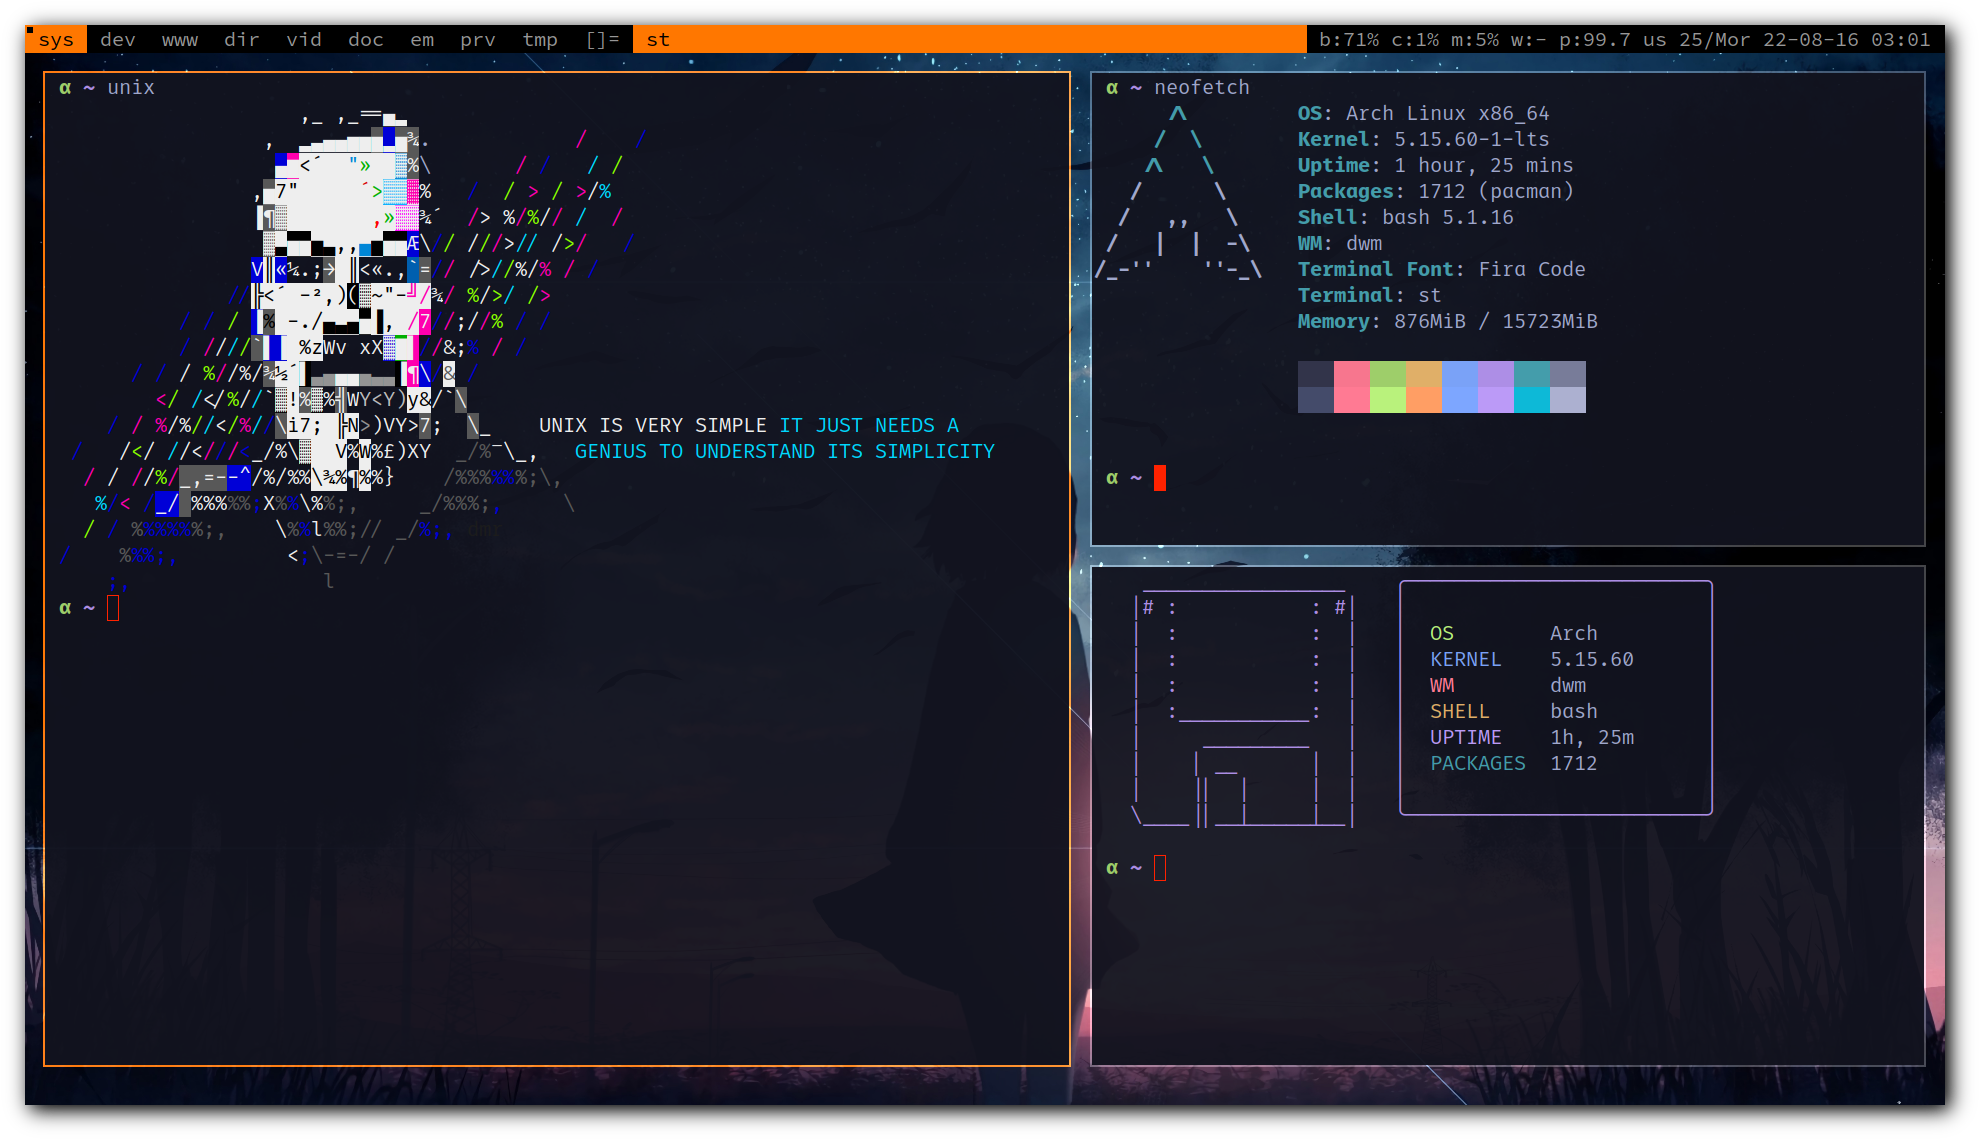 sys dev www dir vid doc em prv tmp []= st b:71% c:1% m:5% w:- p:99.7 us 25/Mor 22-08-16 03:01
α ~ unix
UNIX IS VERY SIMPLE IT JUST NEEDS A
GENIUS TO UNDERSTAND ITS SIMPLICITY
dmr
α ~
α ~ neofetch
OS: Arch Linux x86_64
Kernel: 5.15.60-1-lts
Uptime: 1 hour, 25 mins
Packages: 1712 (pacman)
Shell: bash 5.1.16
WM: dwm
Terminal Font: Fira Code
Terminal: st
Memory: 876MiB / 15723MiB
α ~
OS Arch
KERNEL 5.15.60
WM dwm
SHELL bash
UPTIME 1h, 25m
PACKAGES 1712
α ~